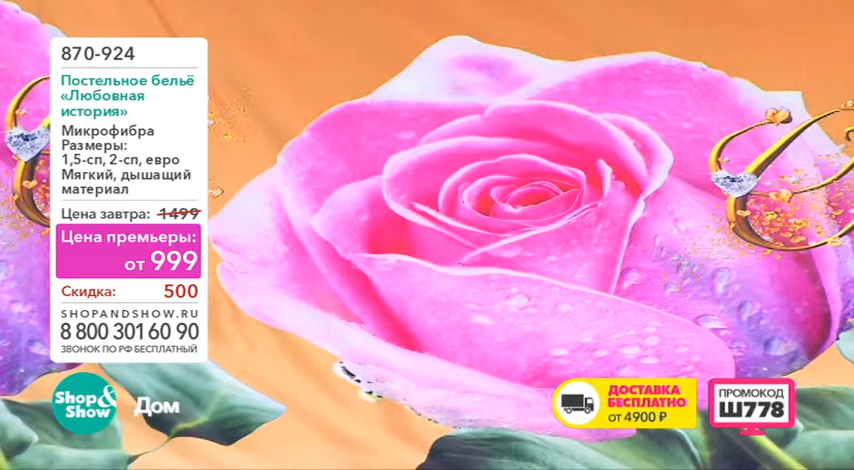 870-924
Постельное бельё
«Любовная
история»
Микрофибра
Размеры:
1,5-сп, 2-сп, евро
Мягкий, дышащий
материал
Цена завтра: 1499
Цена премьеры:
от 999
Скидка: 500
SHOPANDSHOW.RU
8 800 301 60 90
ЗВОНОК ПО РФ БЕСПЛАТНЫЙ
Shop&
Show
Дом
ДОСТАВКА
БЕСПЛАТНО
от 4900 ₽
ПРОМОКОД
Ш778